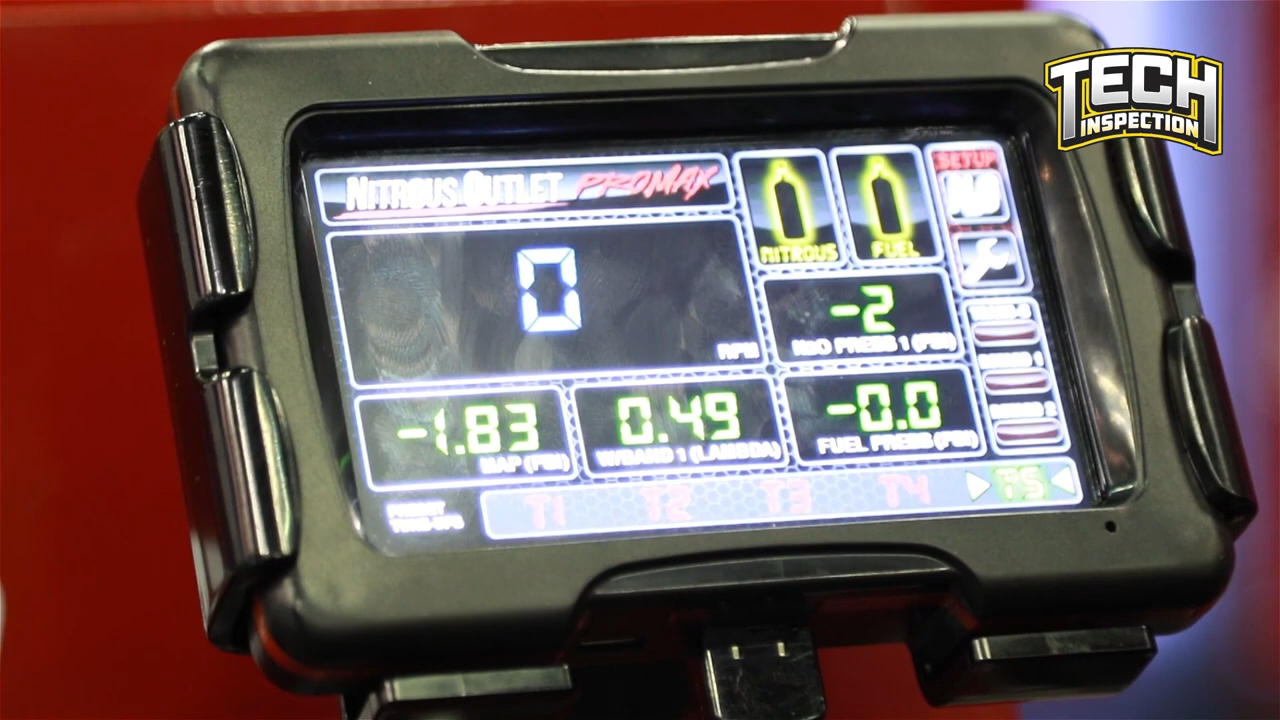 TECH
INSPECTION
NITROUS OUTLET PROMAX
NITROUS
FUEL
SETUP
0
RPM
-2
N2O PRESS 1 (PSI)
-1.83
MAP (PSI)
0.49
W/BAND 1 (LAMBDA)
-0.0
FUEL PRESS (PSI)
T1 T2 T3 T4 T5